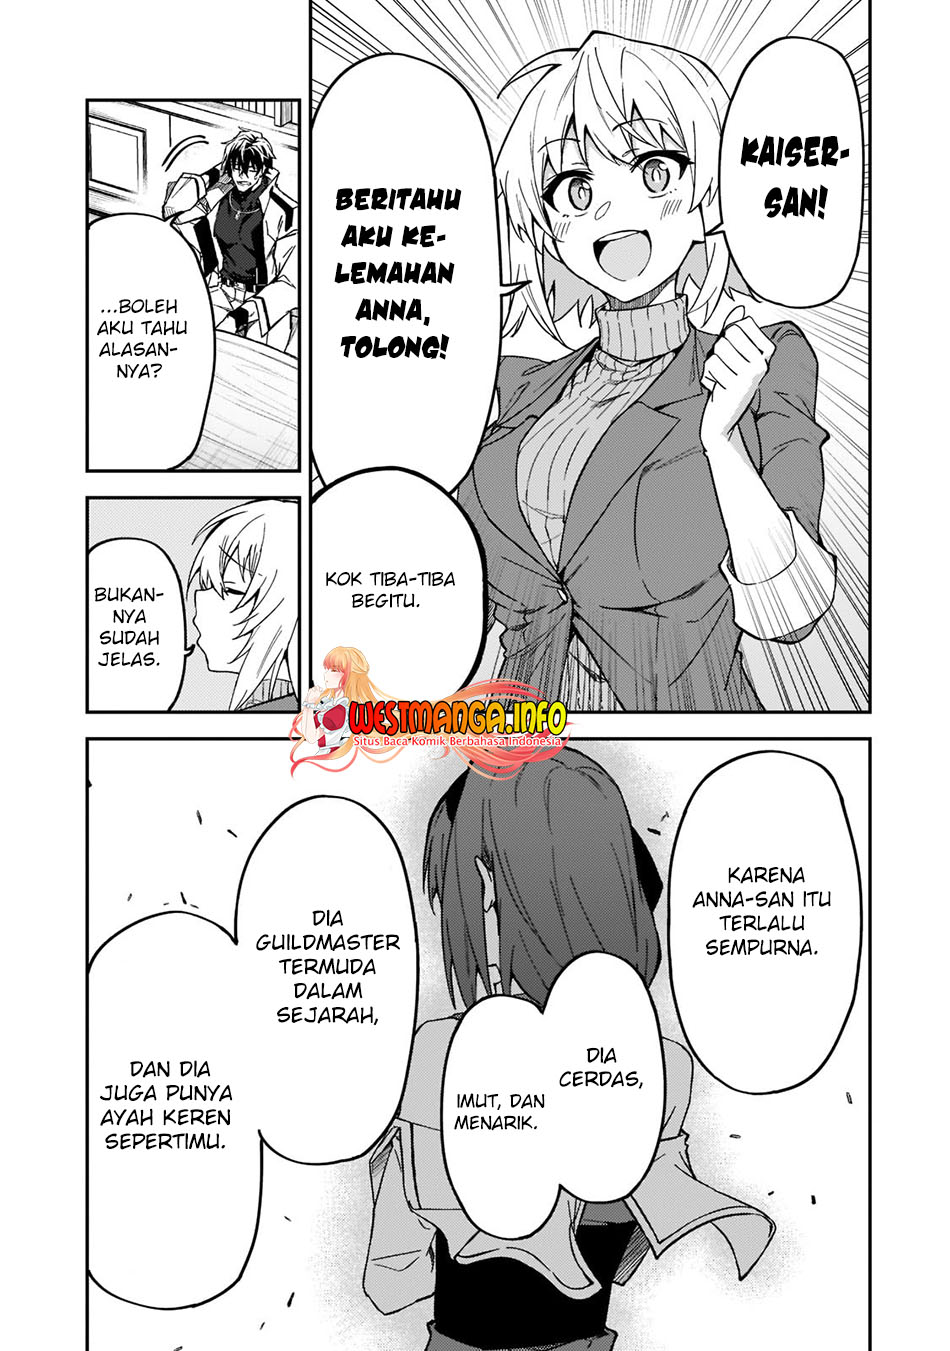 KAISER-
SAN!
BERITAHU
AKU KE-
LEMAHAN
ANNA,
TOLONG!
KOK TIBA-TIBA
BEGITU.
...BOLEH
AKU TAHU
ALASAN-
NYA?
BUKAN-
NYA
SUDAH
JELAS.
WESTMANGA.INFO
Situs Baca Komik Berbahasa Indonesia
KARENA
ANNA-SAN ITU
TERLALU
SEMPURNA.
DIA
CERDAS,
IMUT, DAN
MENARIK.
DIA
GUILDMASTER
TERMUDA
DALAM
SEJARAH,
DAN DIA
JUGA PUNYA
AYAH KEREN
SEPERTIMU.